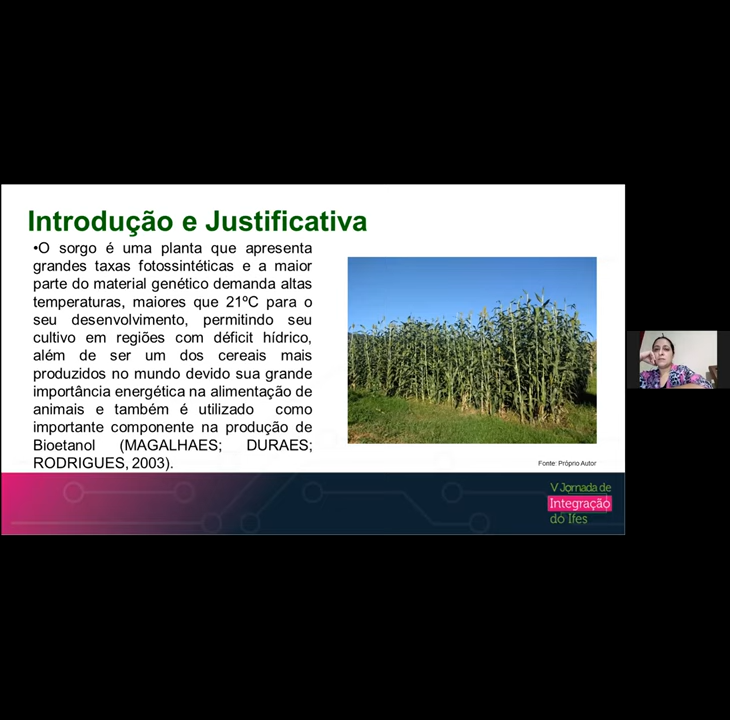 Introdução e Justificativa
•O sorgo é uma planta que apresenta
grandes taxas fotossintéticas e a maior
parte do material genético demanda altas
temperaturas, maiores que 21ºC para o
seu desenvolvimento, permitindo seu
cultivo em regiões com déficit hídrico,
além de ser um dos cereais mais
produzidos no mundo devido sua grande
importância energética na alimentação de
animais e também é utilizado como
importante componente na produção de
Bioetanol (MAGALHAES; DURAES;
RODRIGUES, 2003).
Fonte: Próprio Autor
V Jornada de
Integração
do Ifes